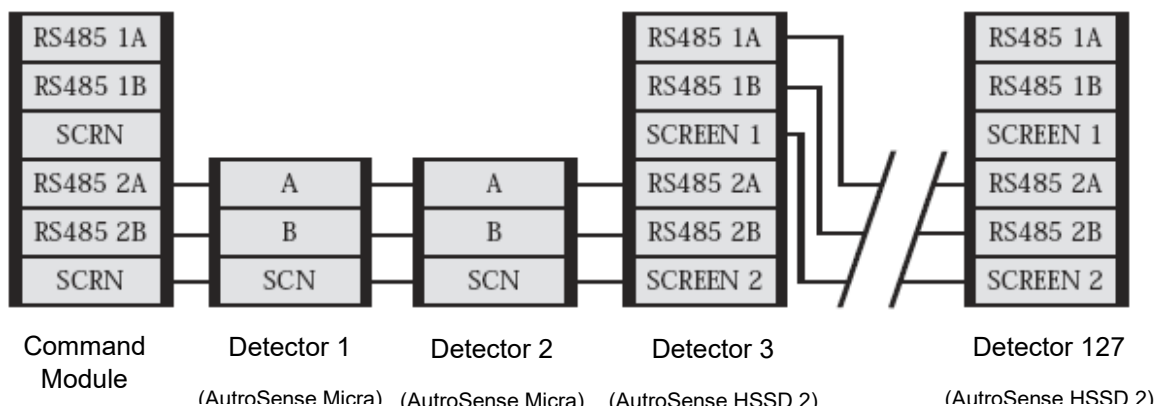 RS485 1A
RS485 1B
SCRN
RS485 2A
RS485 2B
SCRN
Command
Module
A
B
SCN
Detector 1
(AutroSense Micra)
A
B
SCN
Detector 2
(AutroSense Micra)
RS485 1A
RS485 1B
SCREEN 1
RS485 2A
RS485 2B
SCREEN 2
Detector 3
(AutroSense HSSD 2)
RS485 1A
RS485 1B
SCREEN 1
RS485 2A
RS485 2B
SCREEN 2
Detector 127
(AutroSense HSSD 2)